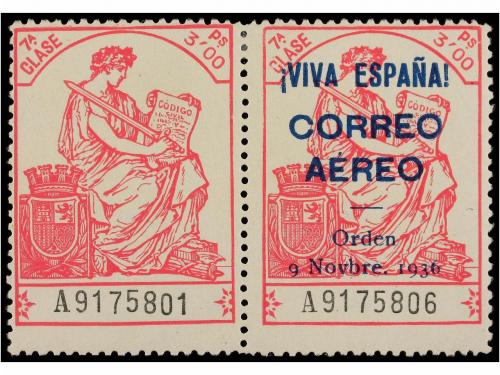 7ª CLASE
Ps 3'00
CÓDIGO
A9175801
7ª CLASE
Ps 3'00
¡VIVA ESPAÑA!
CORREO
AÉREO
Orden
9 Novbre. 1936
A9175806